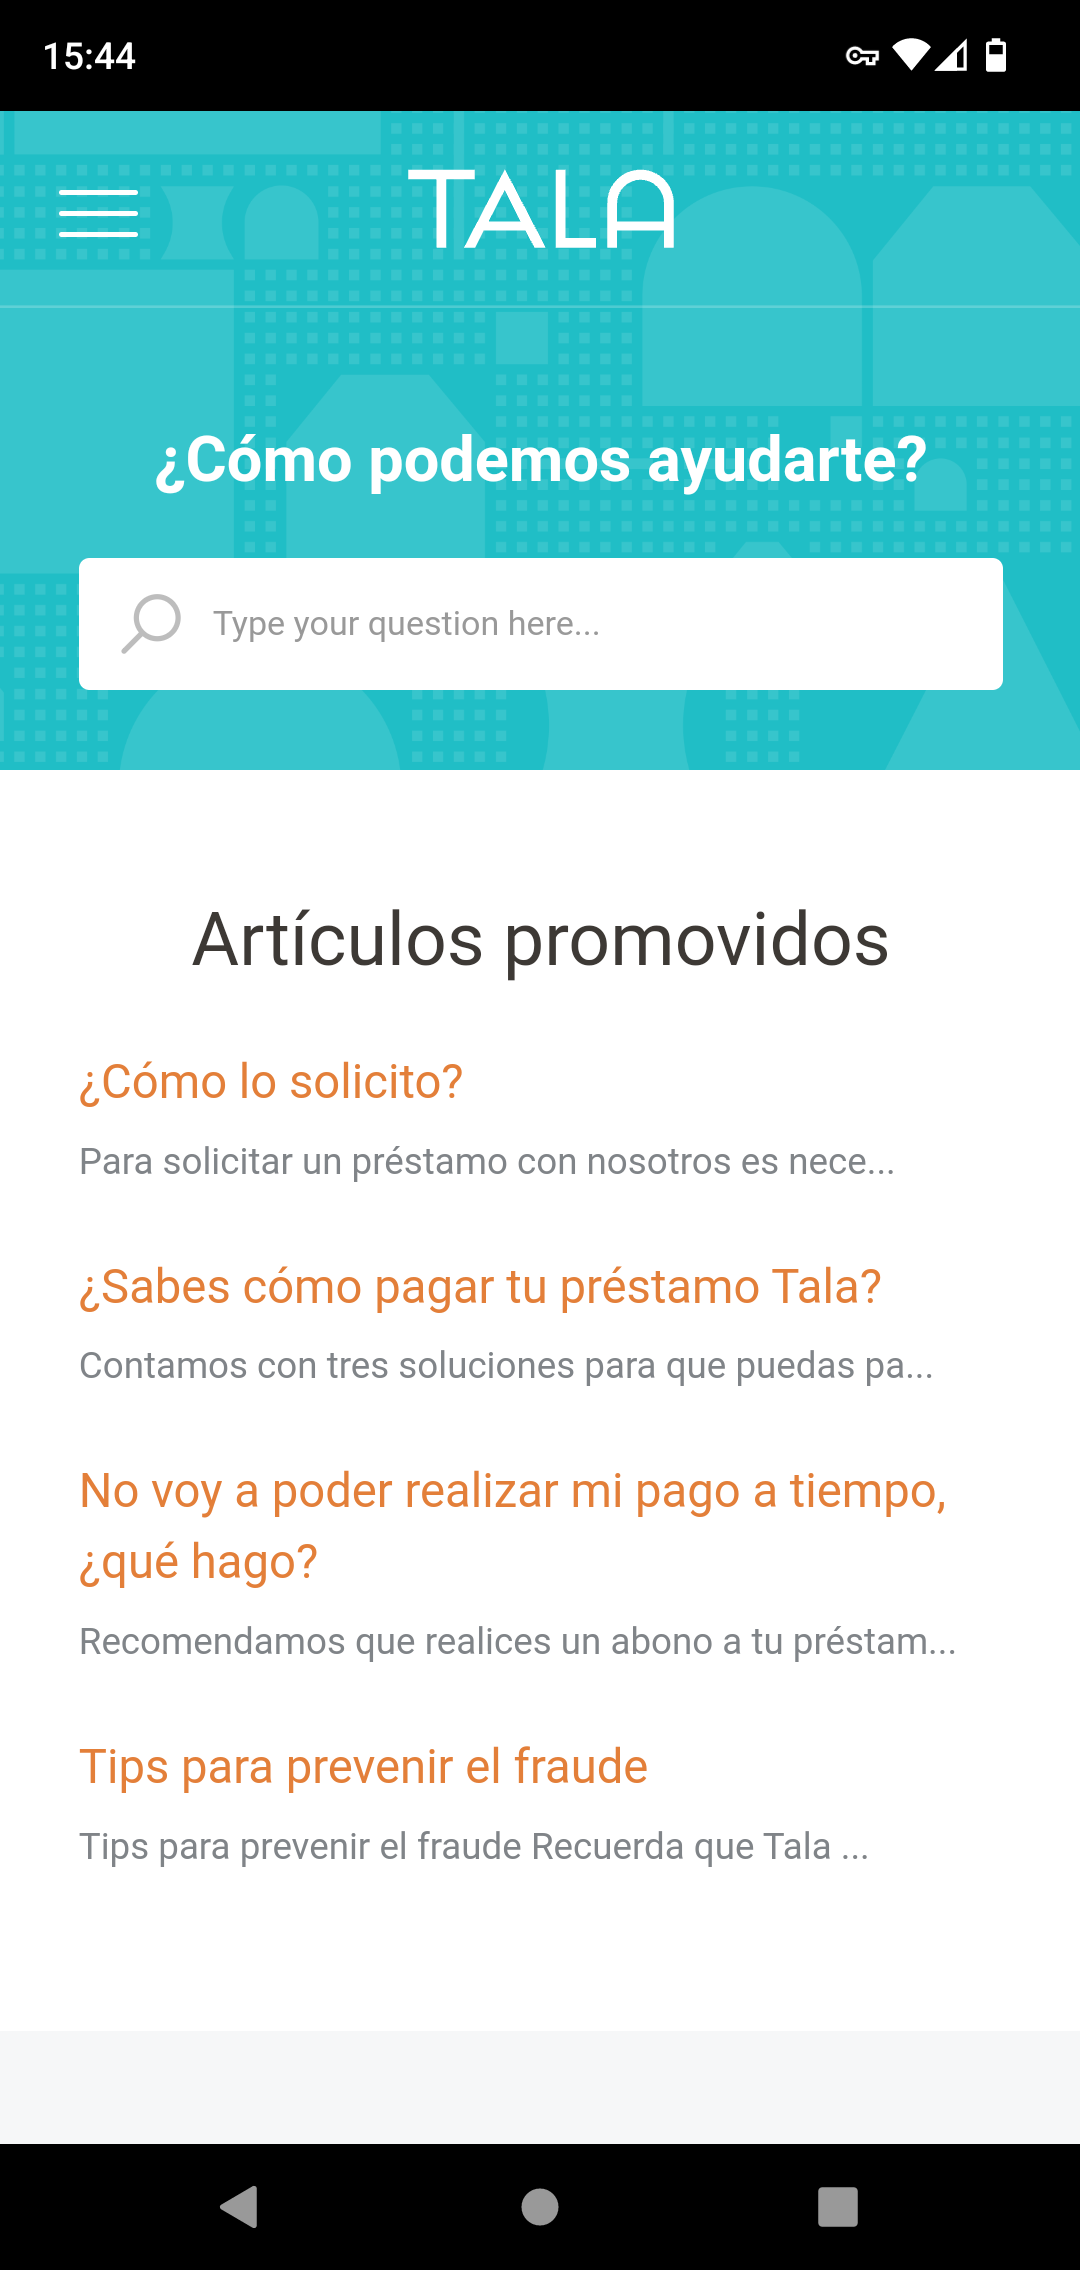 15:44
TALA
¿Cómo podemos ayudarte?
Type your question here...
Artículos promovidos
¿Cómo lo solicito?
Para solicitar un préstamo con nosotros es nece...
¿Sabes cómo pagar tu préstamo Tala?
Contamos con tres soluciones para que puedas pa...
No voy a poder realizar mi pago a tiempo,
¿qué hago?
Recomendamos que realices un abono a tu préstam...
Tips para prevenir el fraude
Tips para prevenir el fraude Recuerda que Tala ...